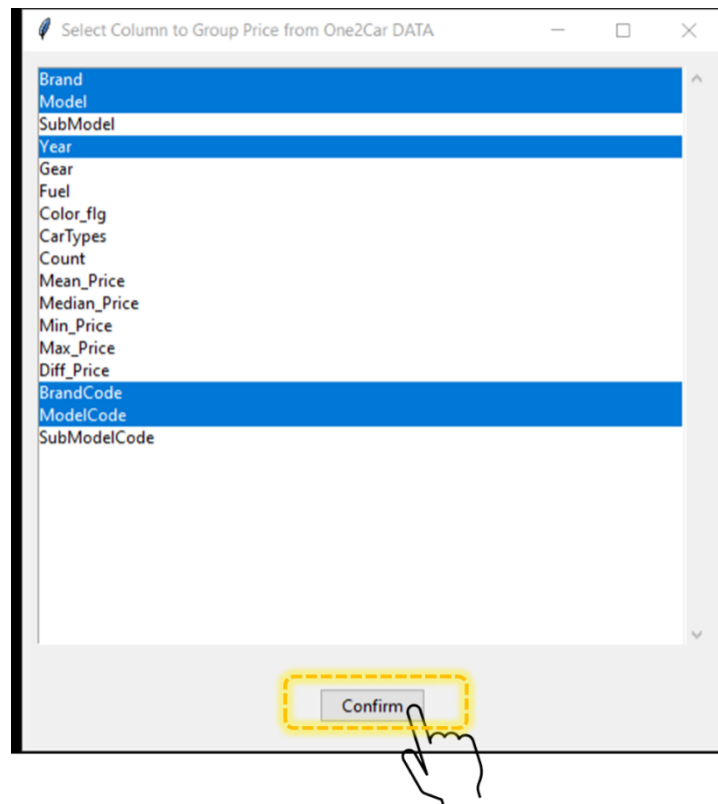 Select Column to Group Price from One2Car DATA
Brand
Model
SubModel
Year
Gear
Fuel
Color_flg
CarTypes
Count
Mean_Price
Median_Price
Min_Price
Max_Price
Diff_Price
BrandCode
ModelCode
SubModelCode
Confirm